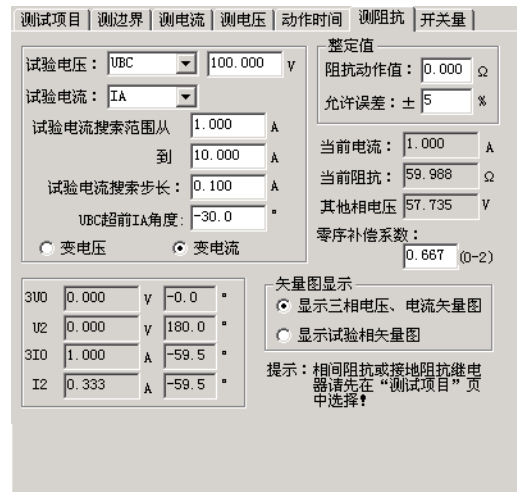 测试项目 测边界 测电流 测电压 动作时间 测阻抗 开关量
试验电压： UBC 100.000 V
试验电流： IA
试验电流搜索范围从 1.000 A
到 10.000 A
试验电流搜索步长： 0.100 A
UBC超前IA角度： -30.0 °
变电压 变电流
整定值
阻抗动作值： 0.000 Ω
允许误差：± 5 %
当前电流： 1.000 A
当前阻抗： 59.988 Ω
其他相电压 57.735 V
零序补偿系数：
0.667 (0-2)
3U0 0.000 V -0.0 °
U2 0.000 V 180.0 °
3I0 1.000 A -59.5 °
I2 0.333 A -59.5 °
矢量图显示
显示三相电压、电流矢量图
显示试验相矢量图
提示：相间阻抗或接地阻抗继电
器请先在“测试项目”页
中选择!